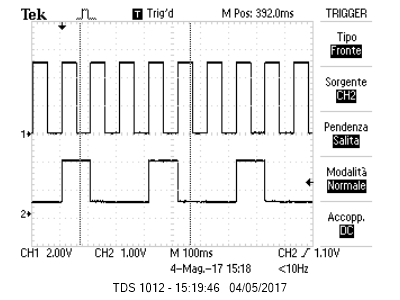 Tek T Trig'd M Pos: 392.0ms TRIGGER
Tipo
Fronte
Sorgente
CH2
Pendenza
Salita
Modalità
Normale
Accopp.
DC
1
2
CH1 2.00V CH2 1.00V M 100ms CH2 / 1.10V
4-Mag.-17 15:18 <10Hz
TDS 1012 - 15:19:46 04/05/2017